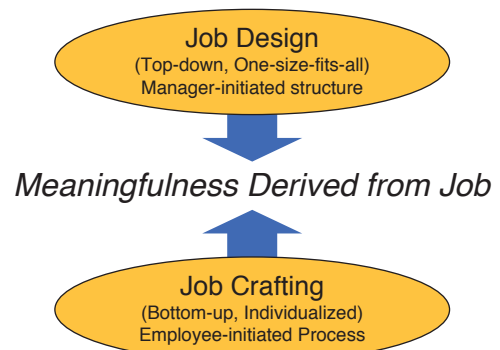 Job Design
(Top-down, One-size-fits-all)
Manager-initiated structure
Meaningfulness Derived from Job
Job Crafting
(Bottom-up, Individualized)
Employee-initiated Process